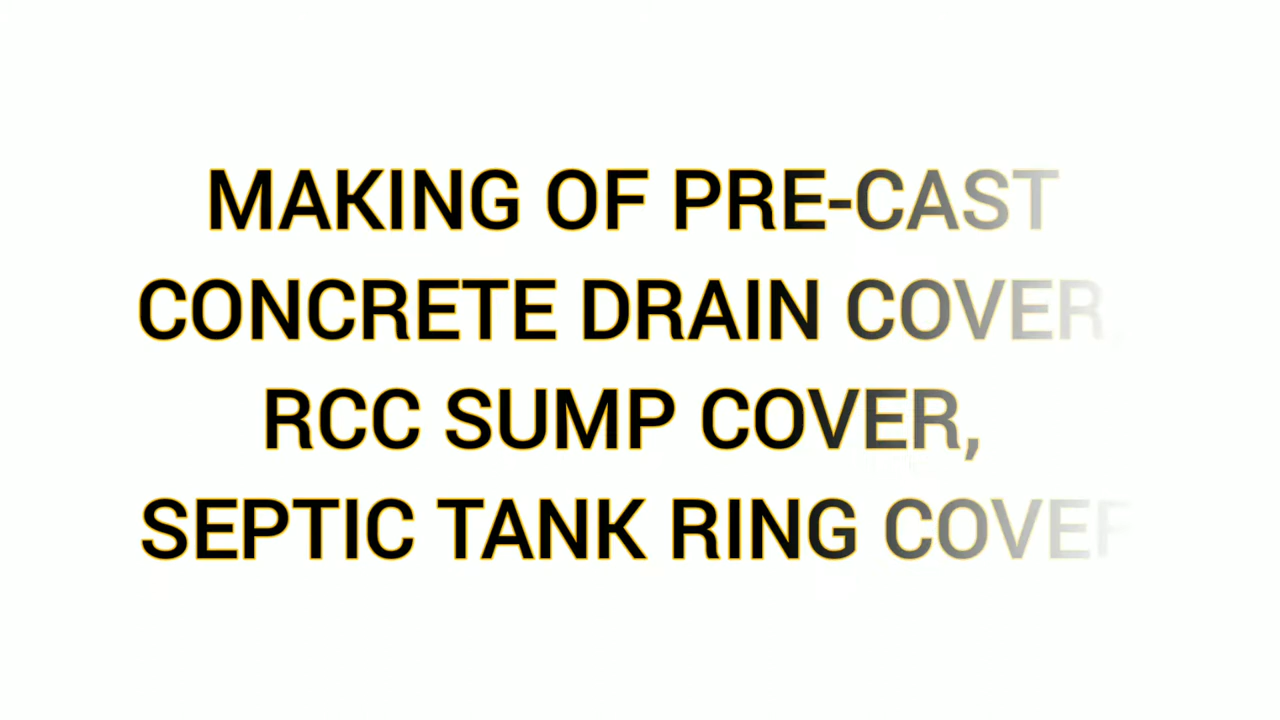 MAKING OF PRE-CAST
CONCRETE DRAIN COVER,
RCC SUMP COVER,
SEPTIC TANK RING COVER